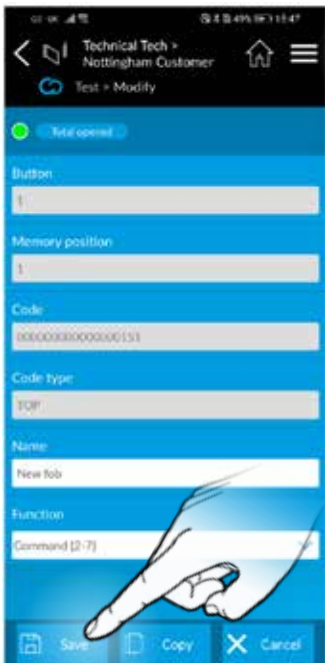 Technical Tech >
Nottingham Customer
Test > Modify
Total opened
Button
1
Memory position
1
Code
Code type
TOP
Name
New fob
Function
Command [2-7]
Save
Copy
Cancel